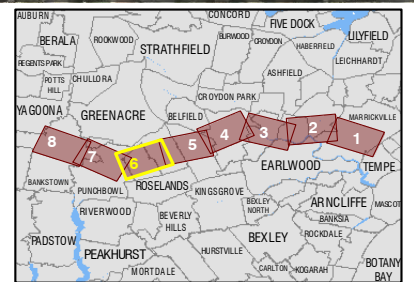 AUBURN
CONCORD
FIVE DOCK
BERALA
ROOKWOOD
STRATHFIELD
BURWOOD
CROYDON
HABERFIELD
LILYFIELD
REGENTS PARK
LEICHHARDT
POTTS
HILL
CHULLORA
ASHFIELD
CROYDON PARK
YAGOONA
GREENACRE
BELFIELD
MARRICKVILLE
8
7
6
5
4
3
2
1
EARLWOOD
TEMPE
BANKSTOWN
PUNCHBOWL
ROSELANDS
KINGSGROVE
RIVERWOOD
BEXLEY
NORTH
ARNCLIFFE
MASCOT
BANKSIA
PADSTOW
BEVERLY
HILLS
BEXLEY
ROCKDALE
PEAKHURST
HURSTVILLE
BOTANY
BAY
MORTDALE
CARLTON
KOGARAH